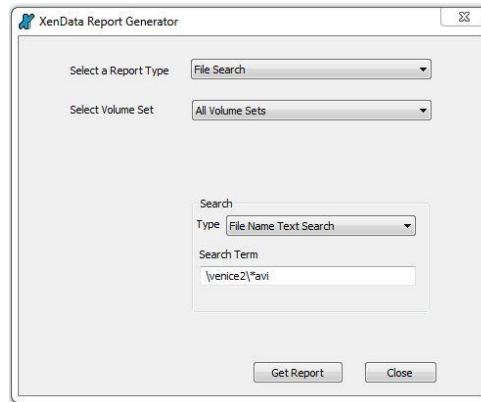 XenData Report Generator
Select a Report Type File Search
Select Volume Set All Volume Sets
Search
Type File Name Text Search
Search Term
\venice2\*avi
Get Report Close